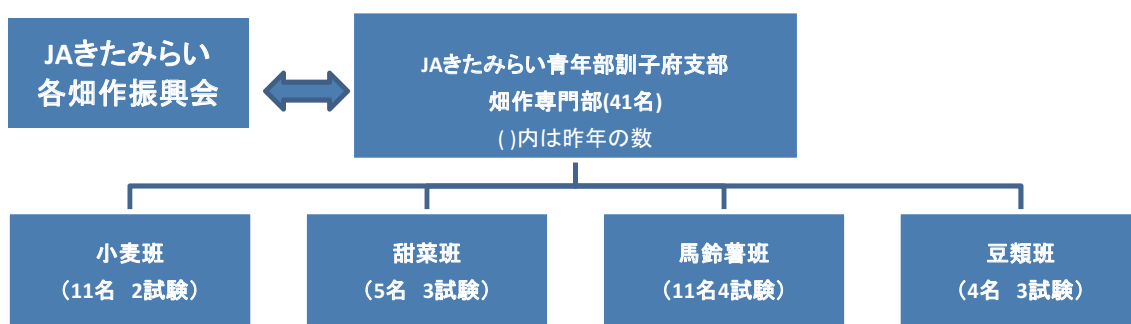 JAきたみらい
各畑作振興会
JAきたみらい青年部訓子府支部
畑作専門部(41名)
( )内は昨年の数
小麦班
（11名　2試験）
甜菜班
（5名　3試験）
馬鈴薯班
（11名4試験）
豆類班
（4名　3試験）